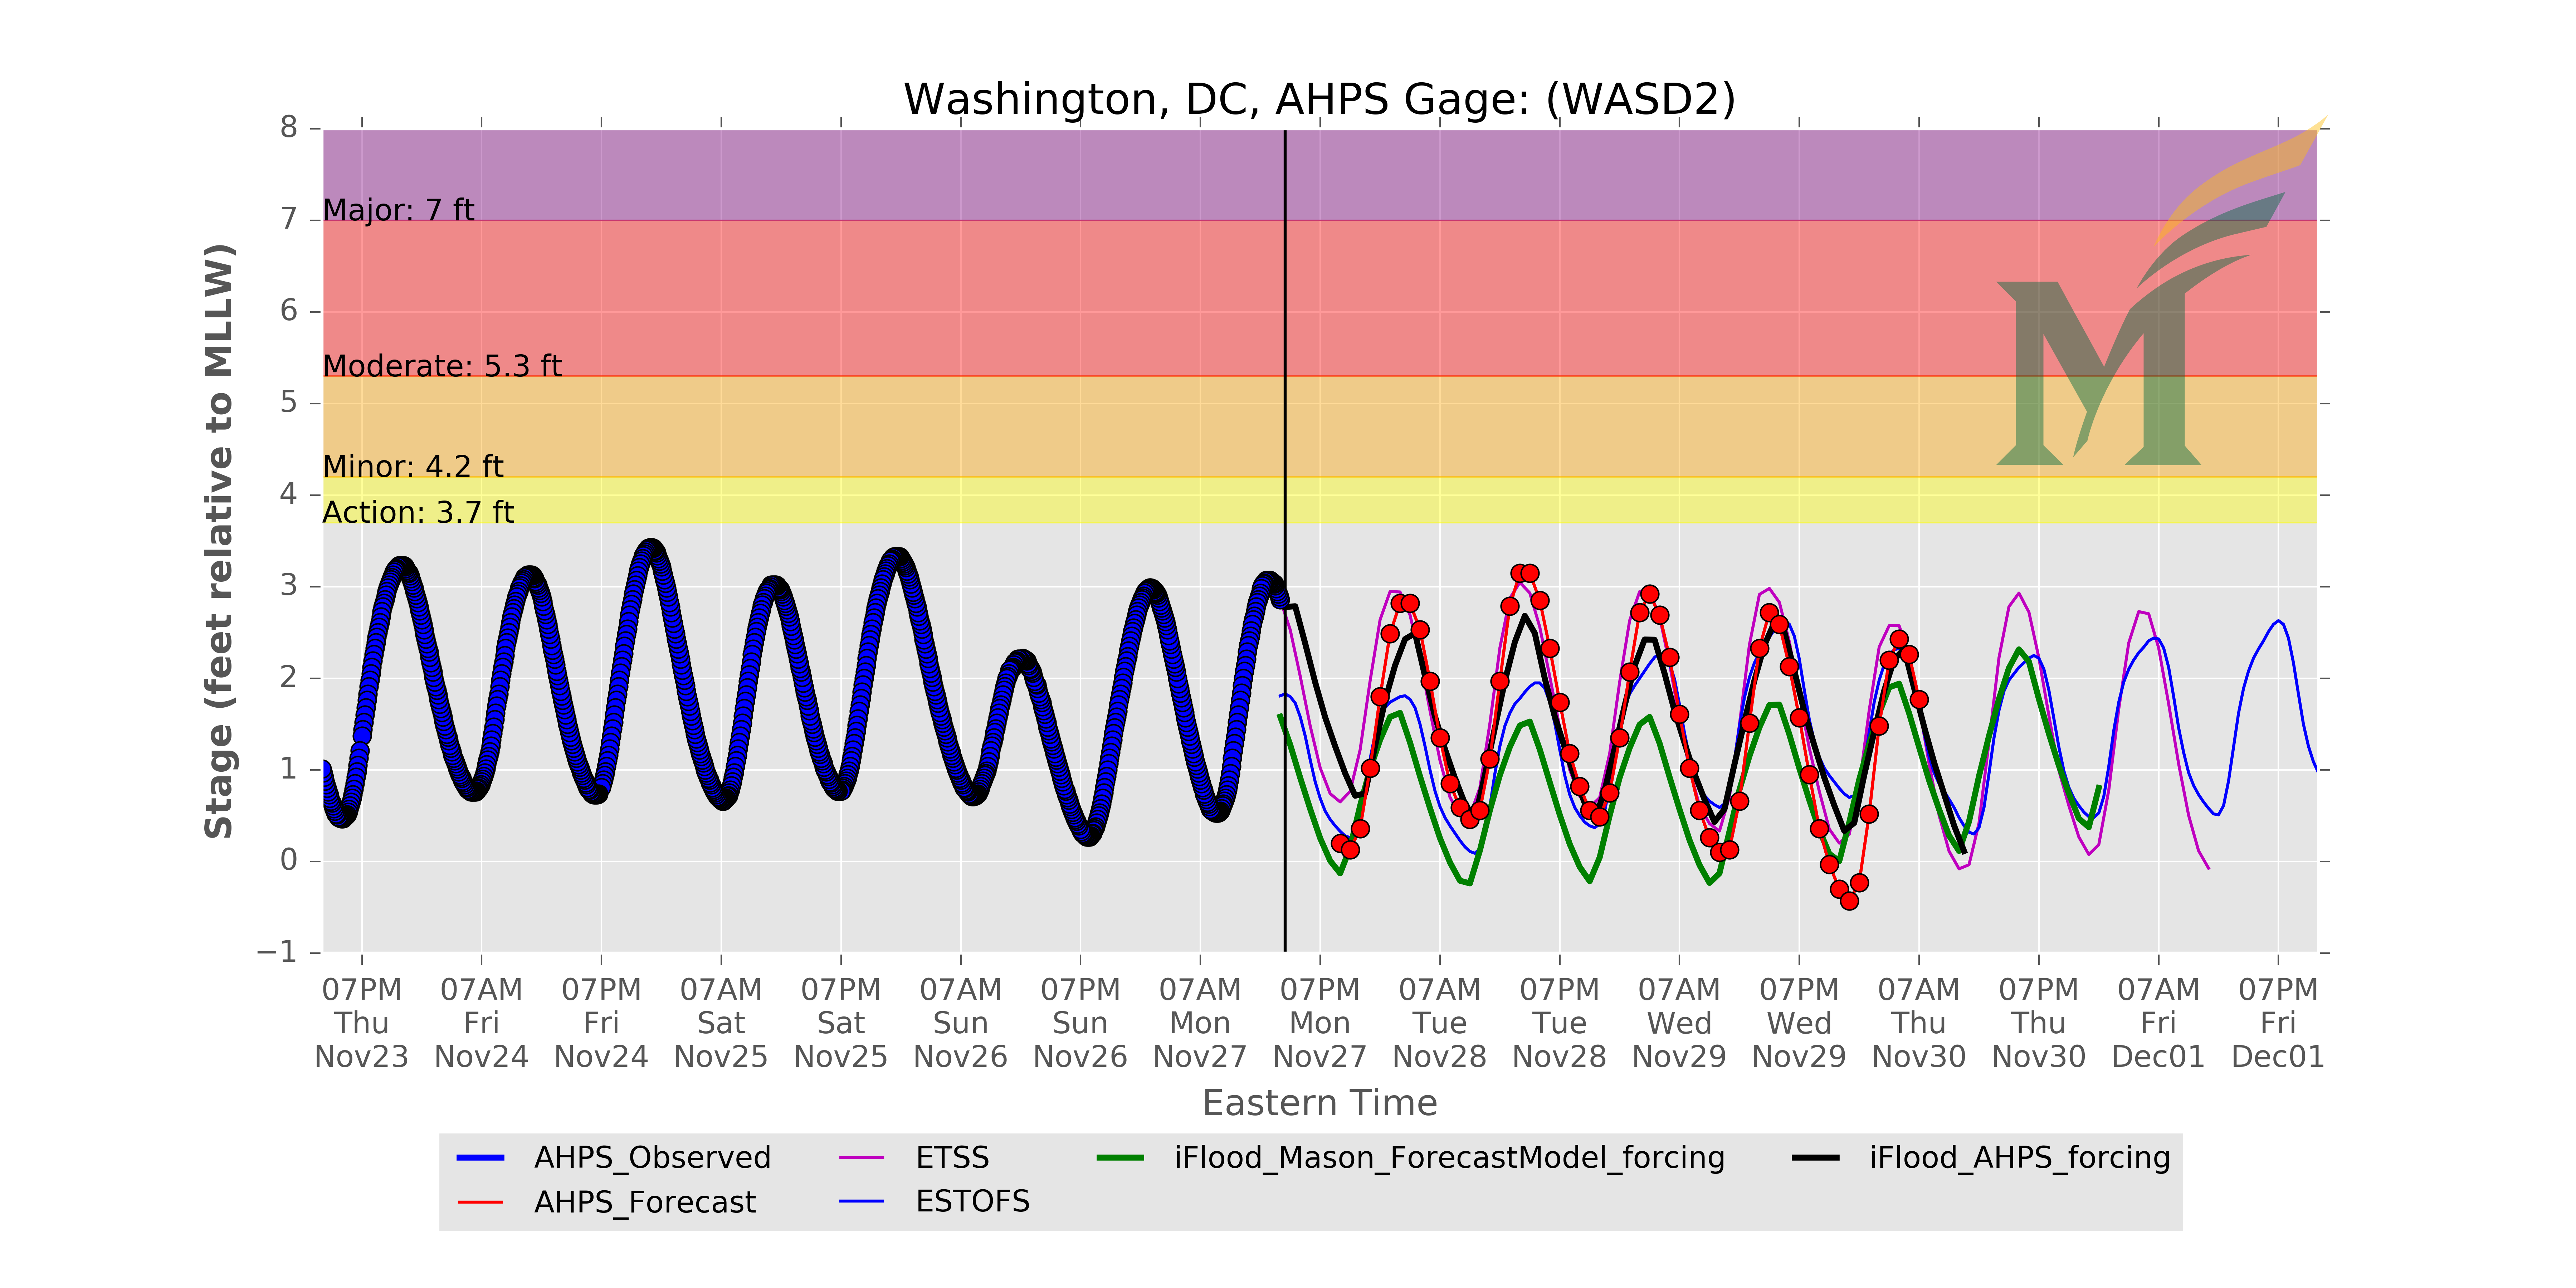 Washington, DC, AHPS Gage: (WASD2)
Stage (feet relative to MLLW)
8
7
6
5
4
3
2
1
0
−1
Major: 7 ft
Moderate: 5.3 ft
Minor: 4.2 ft
Action: 3.7 ft
M
07PM 07AM 07PM 07AM 07PM 07AM 07PM 07AM 07PM 07AM 07PM 07AM 07PM 07AM 07PM 07AM 07PM
Thu Fri Fri Sat Sat Sun Sun Mon Mon Tue Tue Wed Wed Thu Thu Fri Fri
Nov23 Nov24 Nov24 Nov25 Nov25 Nov26 Nov26 Nov27 Nov27 Nov28 Nov28 Nov29 Nov29 Nov30 Nov30 Dec01 Dec01
Eastern Time
AHPS_Observed ETSS iFlood_Mason_ForecastModel_forcing iFlood_AHPS_forcing
AHPS_Forecast ESTOFS